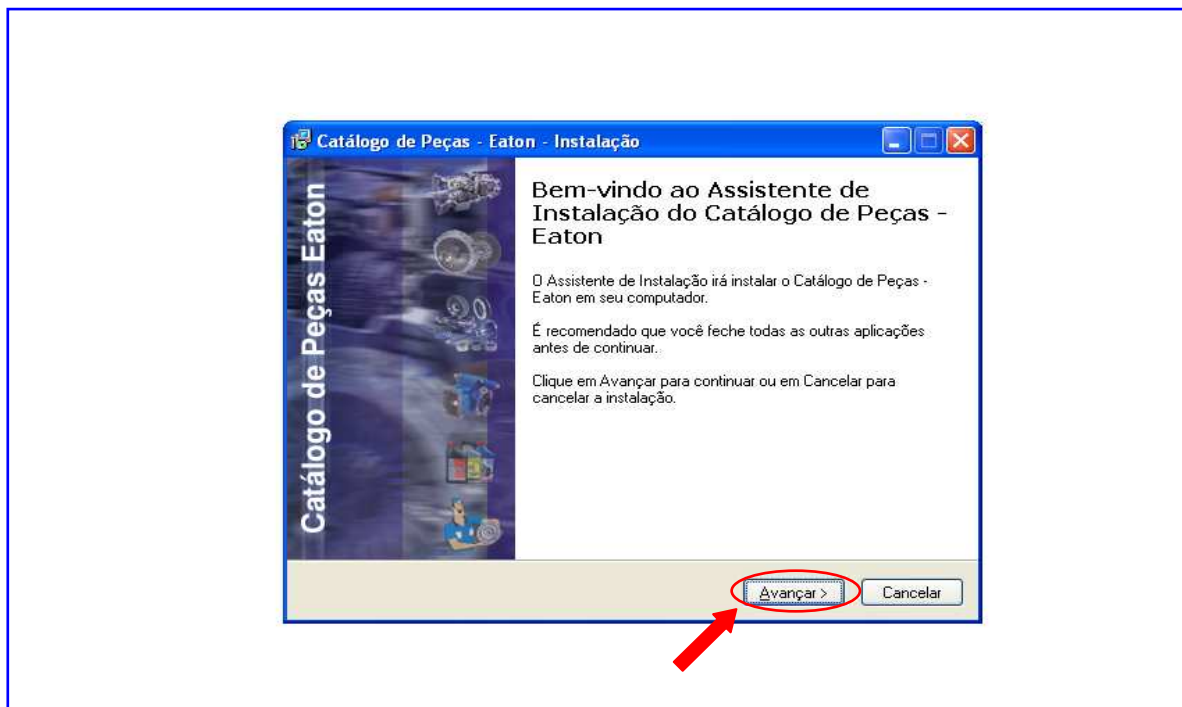 Catálogo de Peças - Eaton - Instalação
Catálogo de Peças Eaton
Bem-vindo ao Assistente de
Instalação do Catálogo de Peças -
Eaton
O Assistente de Instalação irá instalar o Catálogo de Peças -
Eaton em seu computador.
É recomendado que você feche todas as outras aplicações
antes de continuar.
Clique em Avançar para continuar ou em Cancelar para
cancelar a instalação.
Avançar >
Cancelar